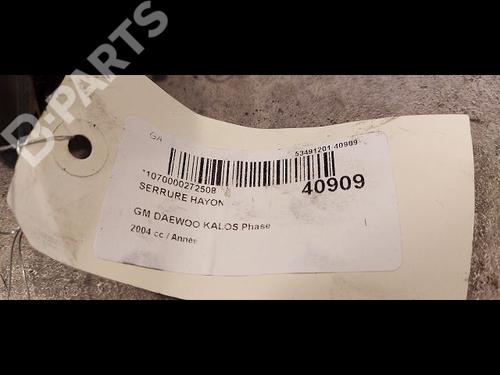 D-PARTS
GA
53491201 40909
*1070000272508
40909
SERRURE HAYON
GM DAEWOO KALOS Phase I
2004 cc / Année